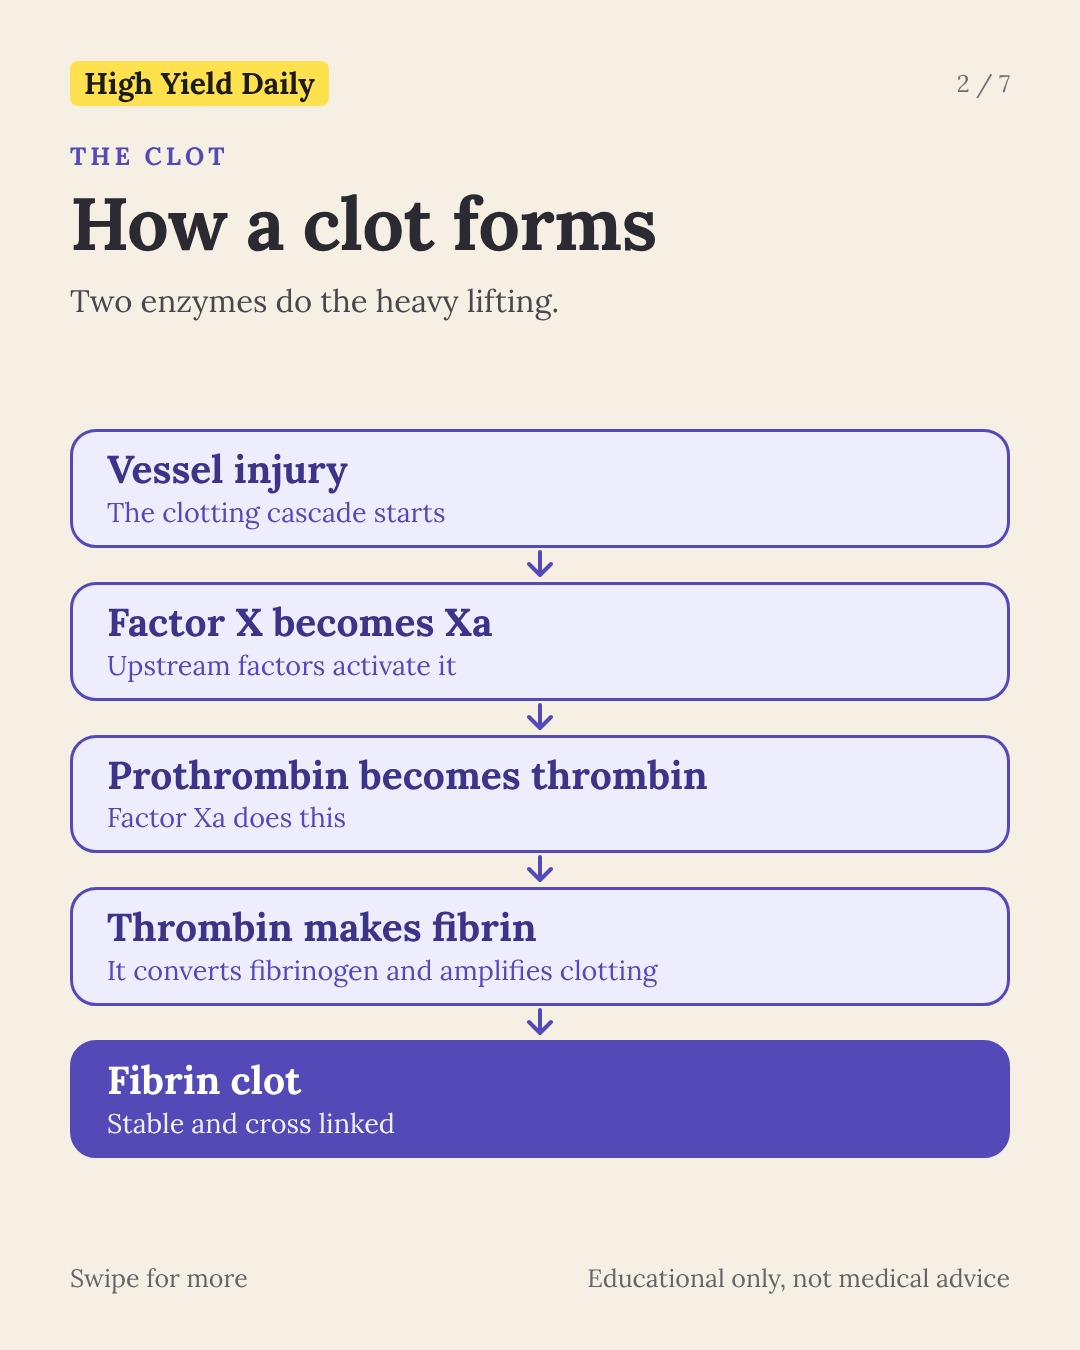 High Yield Daily
2 / 7
THE CLOT
How a clot forms
Two enzymes do the heavy lifting.
Vessel injury
The clotting cascade starts
Factor X becomes Xa
Upstream factors activate it
Prothrombin becomes thrombin
Factor Xa does this
Thrombin makes fibrin
It converts fibrinogen and amplifies clotting
Fibrin clot
Stable and cross linked
Swipe for more
Educational only, not medical advice